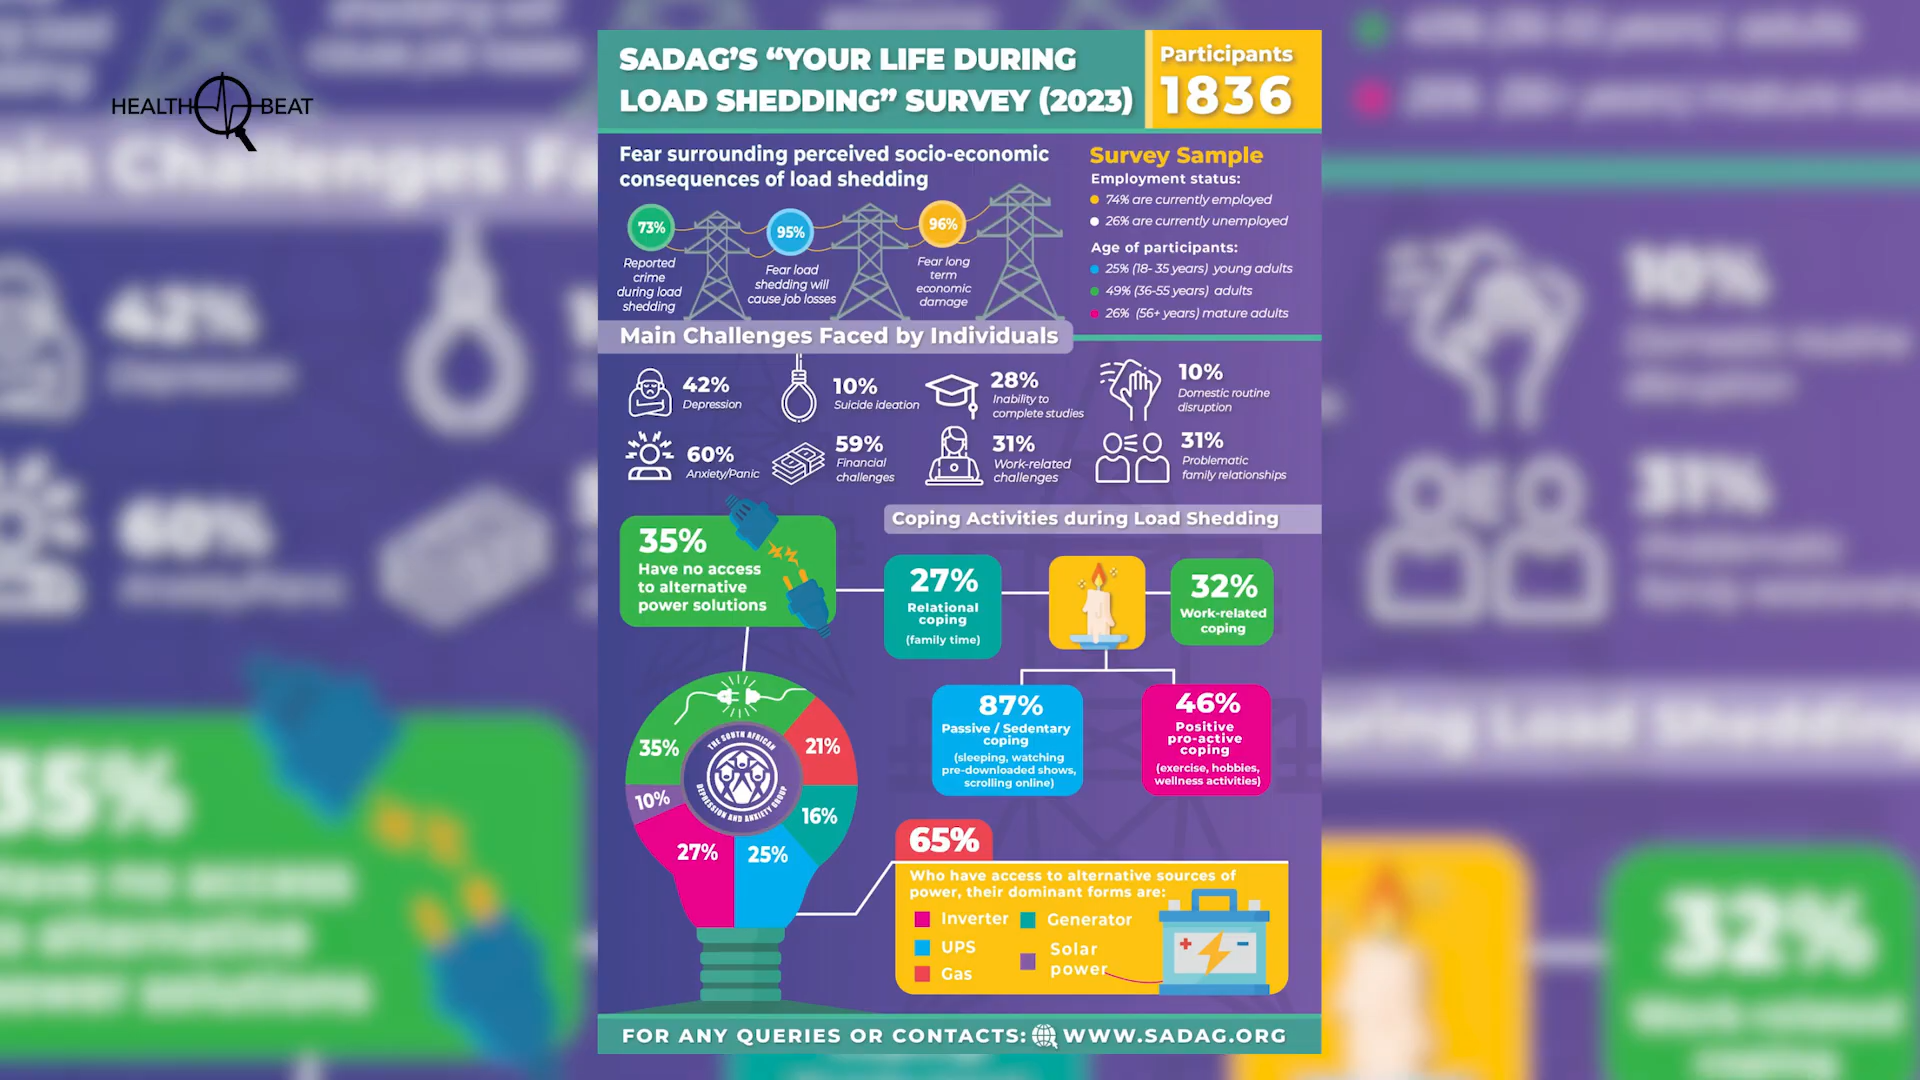 HEALTH BEAT
SADAG'S “YOUR LIFE DURING
LOAD SHEDDING” SURVEY (2023)
Participants
1836
Fear surrounding perceived socio-economic
consequences of load shedding
73%
Reported
crime
during load
shedding
95%
Fear load
shedding will
cause job losses
96%
Fear long
term
economic
damage
Survey Sample
Employment status:
74% are currently employed
26% are currently unemployed
Age of participants:
25% (18- 35 years) young adults
49% (36-55 years) adults
26% (56+ years) mature adults
Main Challenges Faced by Individuals
42%
Depression
10%
Suicide ideation
28%
Inability to
complete studies
10%
Domestic routine
disruption
60%
Anxiety/Panic
59%
Financial
challenges
31%
Work-related
challenges
31%
Problematic
family relationships
35%
Have no access
to alternative
power solutions
Coping Activities during Load Shedding
27%
Relational
coping
(family time)
32%
Work-related
coping
87%
Passive / Sedentary
coping
(sleeping, watching
pre-downloaded shows,
scrolling online)
46%
Positive
pro-active
coping
(exercise, hobbies,
wellness activities)
35%
21%
10%
16%
27%
25%
THE SOUTH AFRICAN
DEPRESSION AND ANXIETY GROUP
65%
Who have access to alternative sources of
power, their dominant forms are:
Inverter
Generator
UPS
Solar
power
Gas
FOR ANY QUERIES OR CONTACTS: WWW.SADAG.ORG